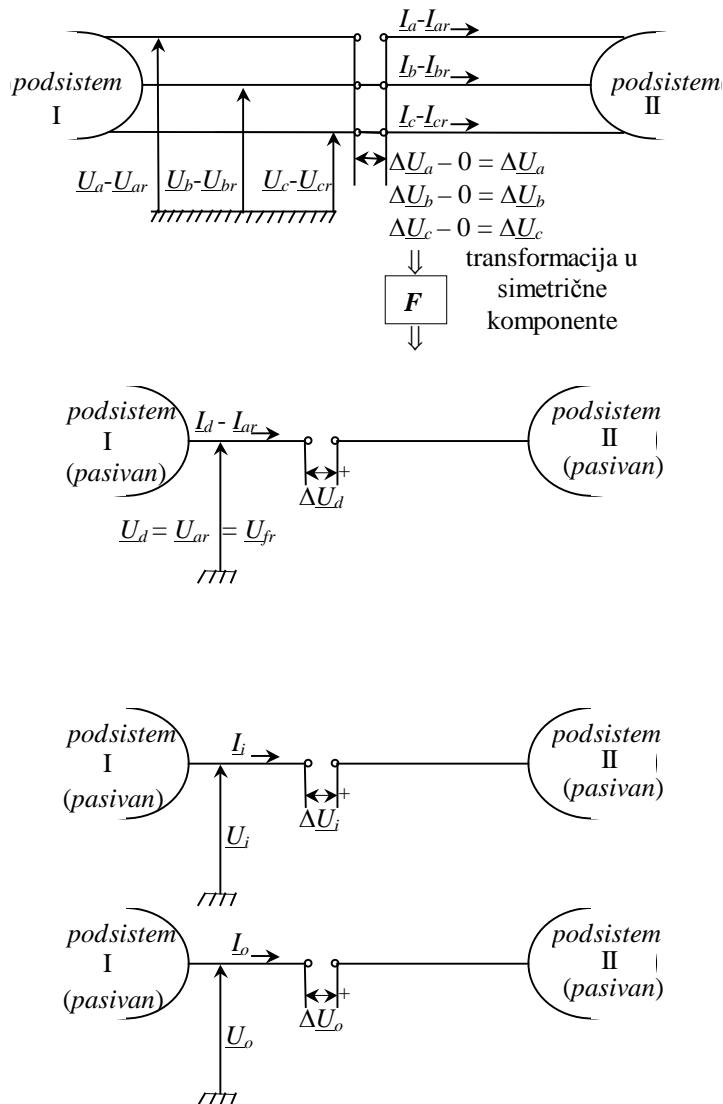 I_a-I_ar
podsistem I
I_b-I_br
podsistem II
I_c-I_cr
U_a-U_ar
U_b-U_br
U_c-U_cr
ΔU_a – 0 = ΔU_a
ΔU_b – 0 = ΔU_b
ΔU_c – 0 = ΔU_c
F
transformacija u
simetrične
komponente
podsistem
I
(pasivan)
I_d - I_ar
ΔU_d
+
U_d = U_ar = U_fr
podsistem
II
(pasivan)
podsistem
I
(pasivan)
I_i
ΔU_i
+
U_i
podsistem
II
(pasivan)
podsistem
I
(pasivan)
I_o
ΔU_o
+
U_o
podsistem
II
(pasivan)